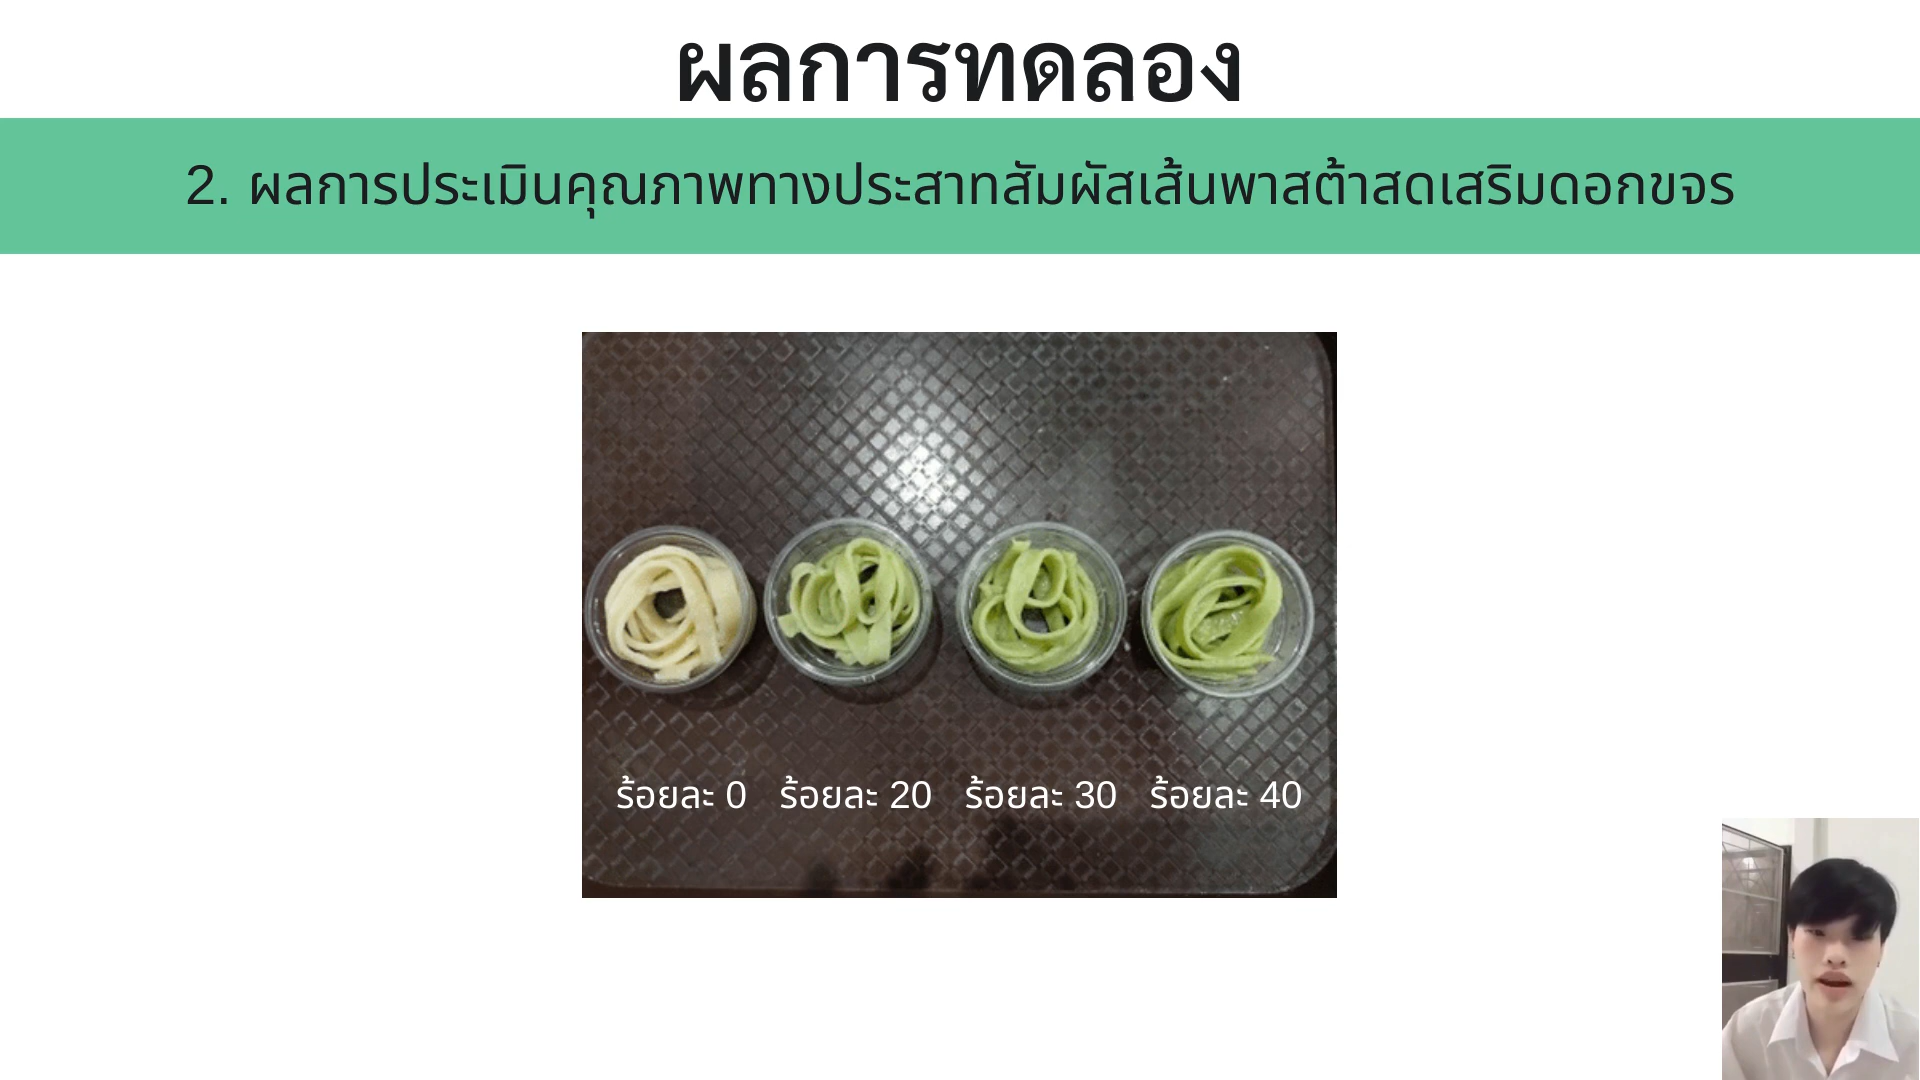 ผลการทดลอง
2. ผลการประเมินคุณภาพทางประสาทสัมผัสเส้นพาสต้าสดเสริมดอกขจร
ร้อยละ 0 ร้อยละ 20 ร้อยละ 30 ร้อยละ 40